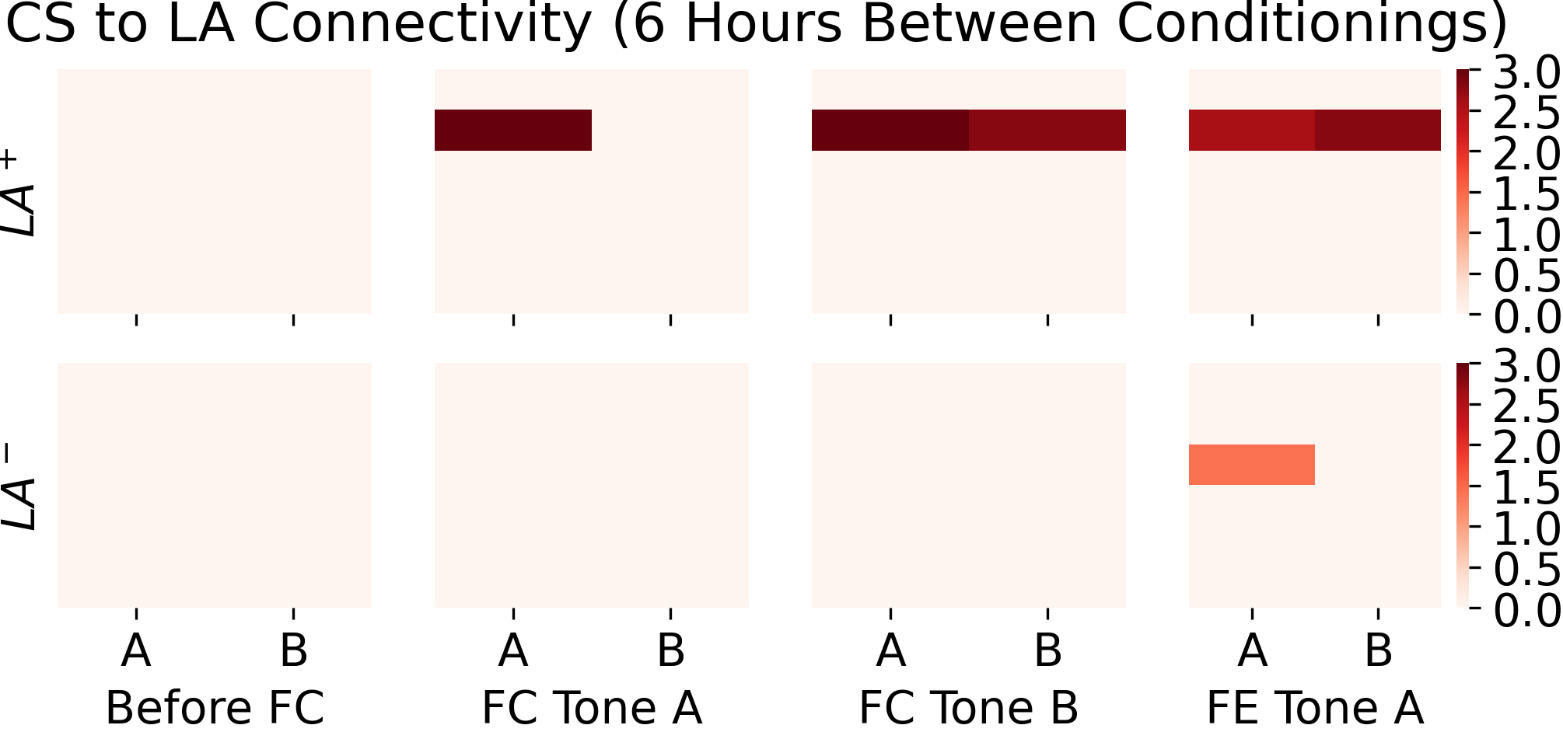 CS to LA Connectivity (6 Hours Between Conditionings)
LA⁺
3.0
2.5
2.0
1.5
1.0
0.5
0.0
LA⁻
3.0
2.5
2.0
1.5
1.0
0.5
0.0
A B A B A B A B
Before FC FC Tone A FC Tone B FE Tone A